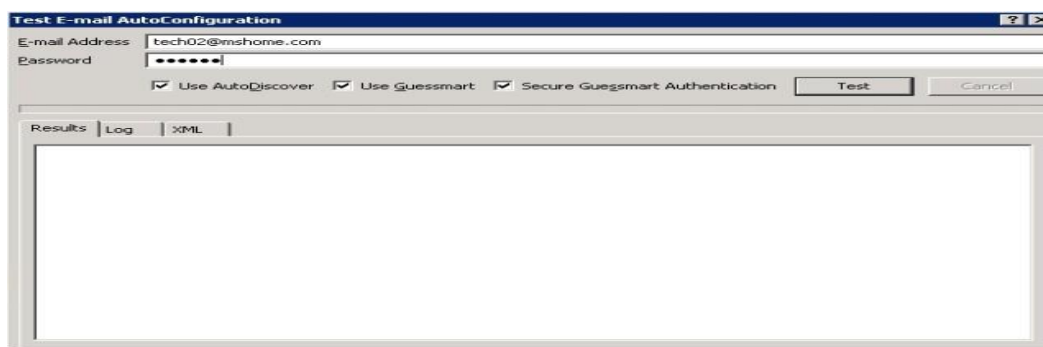 Test E-mail AutoConfiguration
E-mail Address tech02@mshome.com
Password ●●●●●●
Use AutoDiscover Use Guessmart Secure Guessmart Authentication Test Cancel
Results Log XML